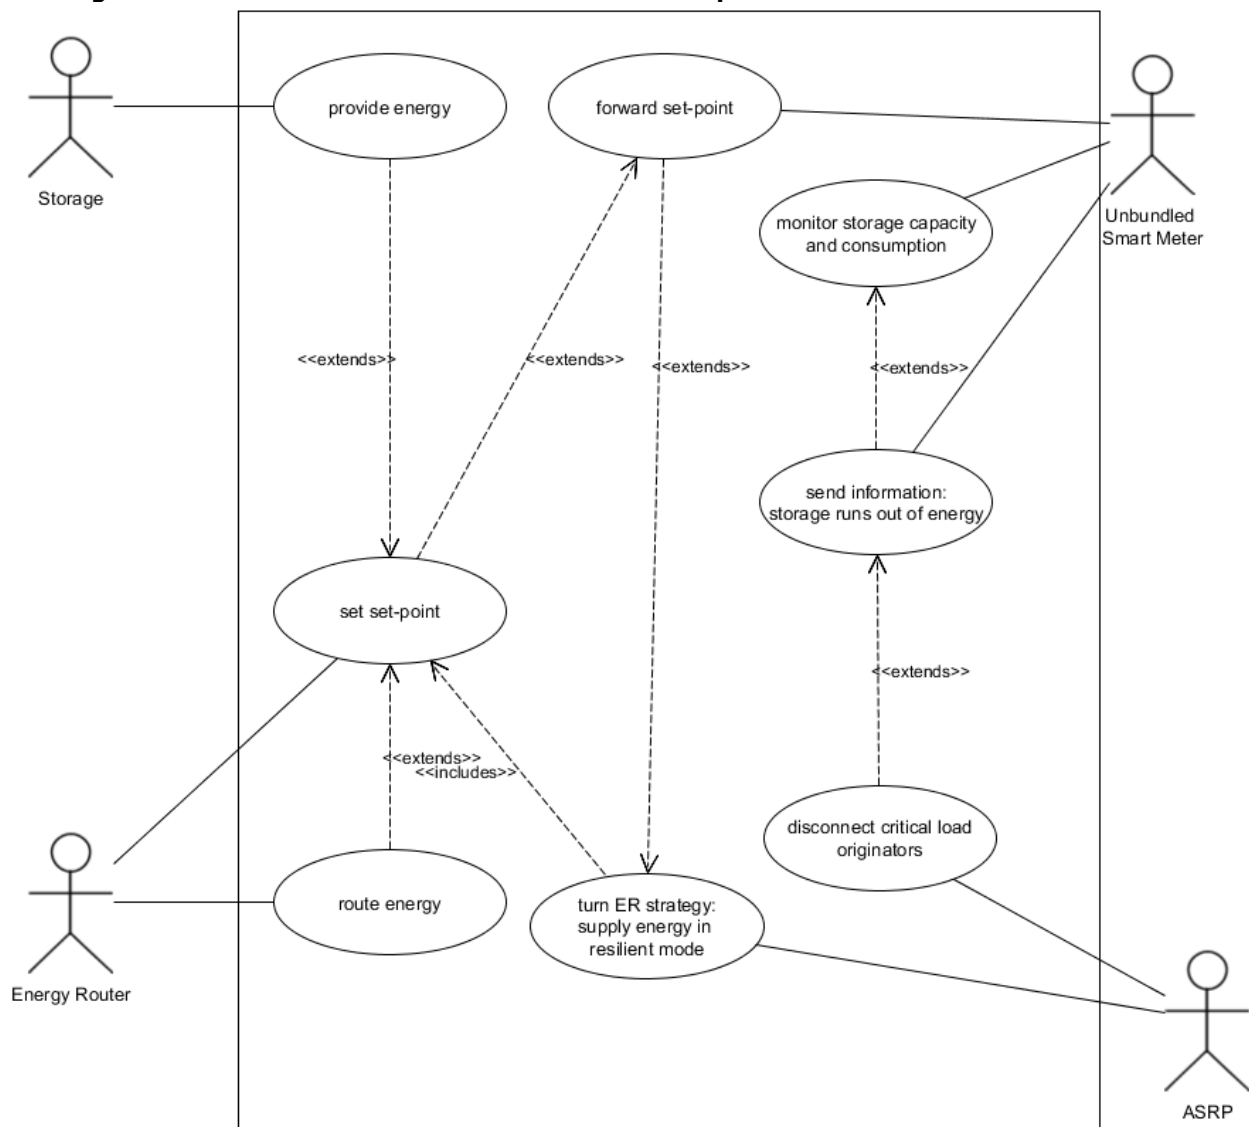 provide energy
forward set-point
Storage
monitor storage capacity
and consumption
Unbundled
Smart Meter
<<extends>>
<<extends>>
<<extends>>
<<extends>>
send information:
storage runs out of energy
set set-point
<<extends>>
<<extends>>
<<includes>>
disconnect critical load
originators
route energy
turn ER strategy:
supply energy in
resilient mode
Energy Router
ASRP